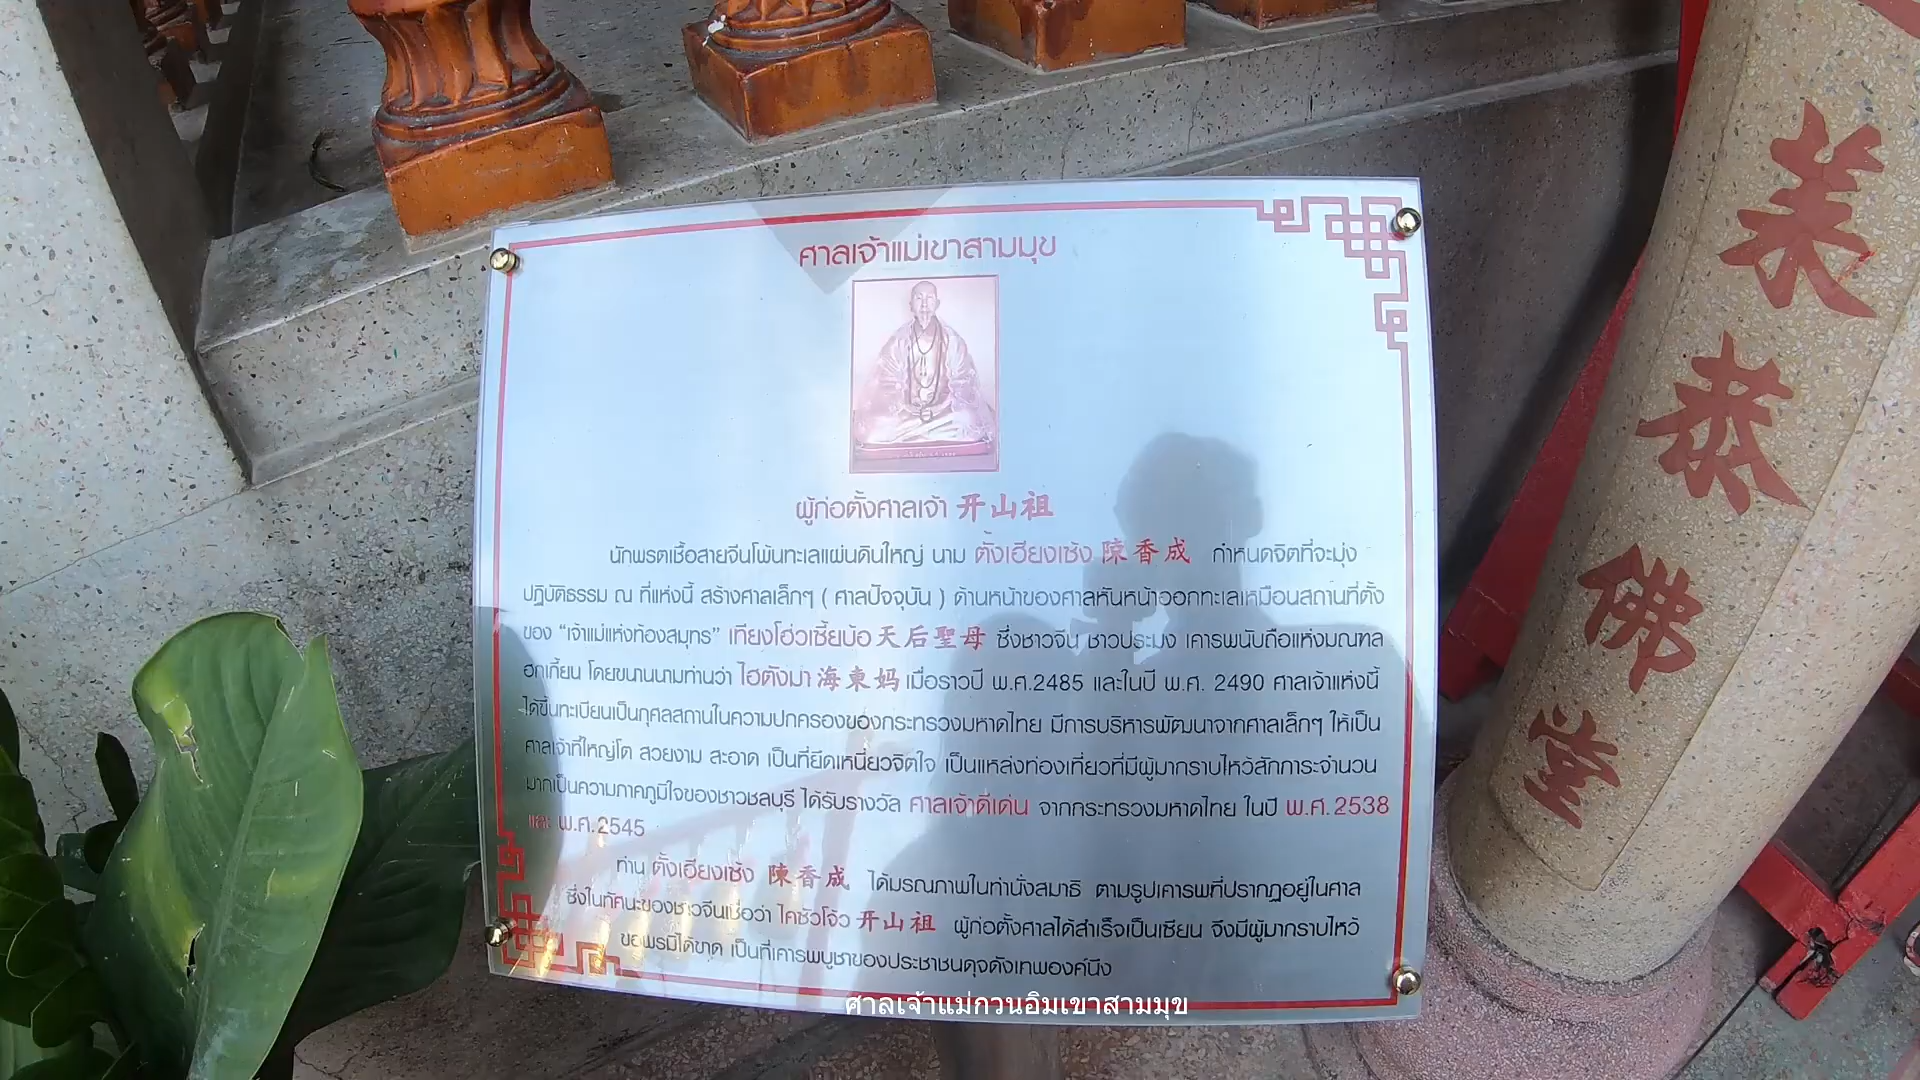 ศาลเจ้าแม่เขาสามมุข
ผู้ก่อตั้งศาลเจ้า 开山祖
นักพรตเชื้อสายจีนโพ้นทะเลแผ่นดินใหญ่ นาม ตั้งเฮียงเซ้ง 陳香成 กำหนดจิตที่จะมุ่ง
ปฏิบัติธรรม ณ ที่แห่งนี้ สร้างศาลเล็กๆ ( ศาลปัจจุบัน ) ด้านหน้าของศาลหันหน้าออกทะเลเหมือนสถานที่ตั้ง
ของ “เจ้าแม่แห่งท้องสมุทร” เทียงโฮ่วเซี้ยบ้อ 天后聖母 ซึ่งชาวจีน ชาวประมง เคารพนับถือแห่งมณฑล
ฮกเกี้ยน โดยขนานนามท่านว่า ไฮตังมา 海東妈 เมื่อราวปี พ.ศ.2485 และในปี พ.ศ. 2490 ศาลเจ้าแห่งนี้
ได้ขึ้นทะเบียนเป็นกุศลสถานในความปกครองของกระทรวงมหาดไทย มีการบริหารพัฒนาจากศาลเล็กๆ ให้เป็น
ศาลเจ้าที่ใหญ่โต สวยงาม สะอาด เป็นที่ยึดเหนี่ยวจิตใจ เป็นแหล่งท่องเที่ยวที่มีผู้มากราบไหว้สักการะจำนวน
มากเป็นความภาคภูมิใจของชาวชลบุรี ได้รับรางวัล ศาลเจ้าดีเด่น จากกระทรวงมหาดไทย ในปี พ.ศ.2538
และ พ.ศ.2545
ท่าน ตั้งเฮียงเซ้ง 陳香成 ได้มรณภาพในท่านั่งสมาธิ ตามรูปเคารพที่ปรากฏอยู่ในศาล
ซึ่งในทัศนะของชาวจีนเชื่อว่า ไคซัวโจ้ว 开山祖 ผู้ก่อตั้งศาลได้สำเร็จเป็นเซียน จึงมีผู้มากราบไหว้
ขอพรมิได้ขาด เป็นที่เคารพบูชาของประชาชนดุจดังเทพองค์นึง
ศาลเจ้าแม่กวนอิมเขาสามมุข
泰佛堂